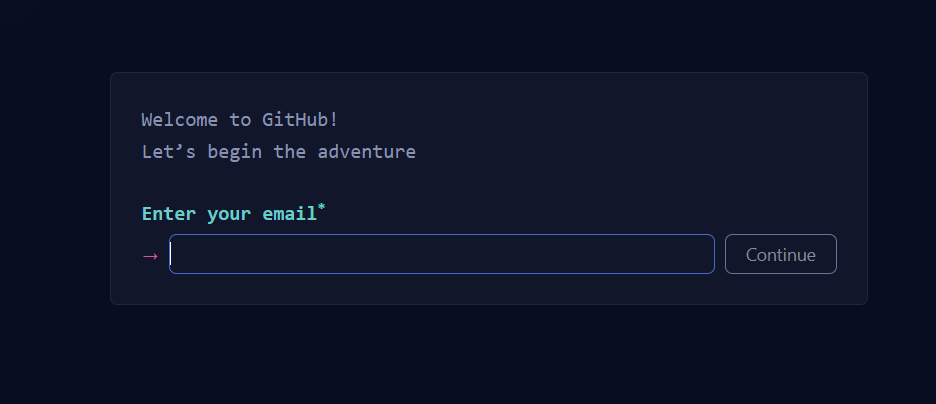 Welcome to GitHub!
Let’s begin the adventure
Enter your email*
→ Continue